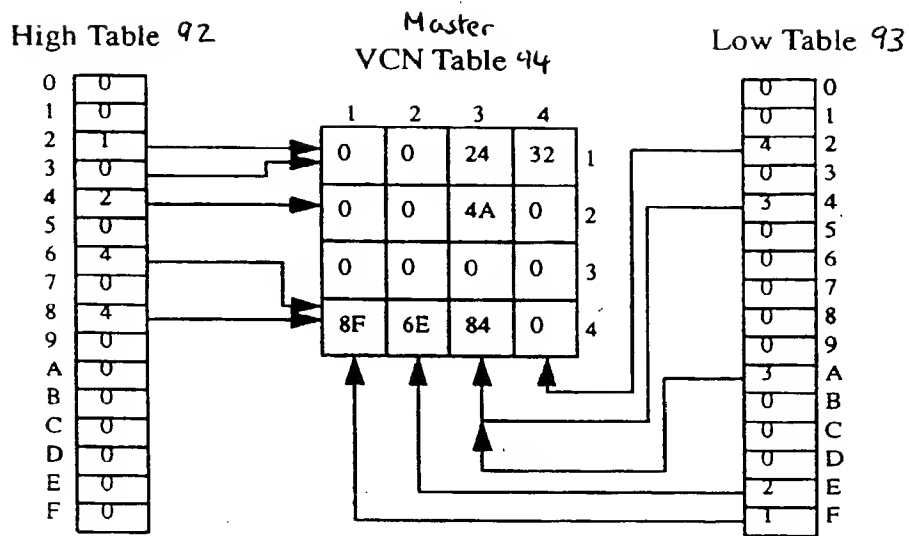 High Table 92
Master
VCN Table 94
Low Table 93
0 0
1 0
2 1
3 0
4 2
5 0
6 4
7 0
8 4
9 0
A 0
B 0
C 0
D 0
E 0
F 0
1 2 3 4
0 0 24 32 1
0 0 4A 0 2
0 0 0 0 3
8F 6E 84 0 4
0 0
0 1
4 2
0 3
3 4
0 5
0 6
0 7
0 8
0 9
3 A
0 B
0 C
0 D
2 E
1 F